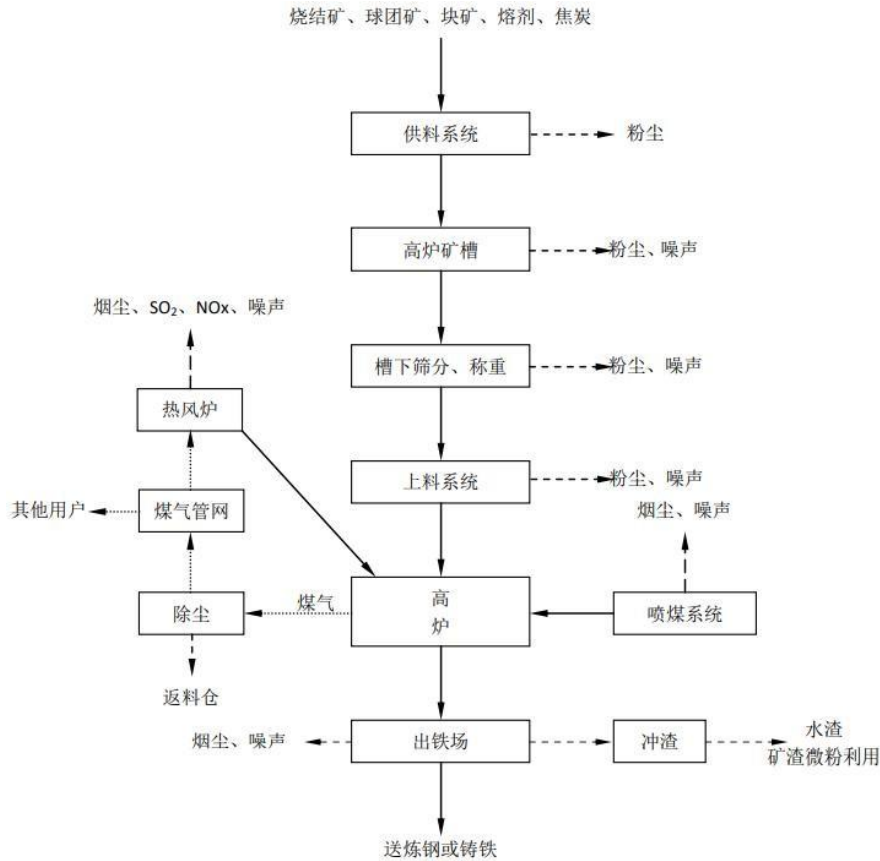 烧结矿、球团矿、块矿、熔剂、焦炭
供料系统
粉尘
高炉矿槽
粉尘、噪声
烟尘、SO₂、NOx、噪声
槽下筛分、称重
粉尘、噪声
热风炉
上料系统
粉尘、噪声
其他用户
煤气管网
烟尘、噪声
高
炉
煤气
除尘
喷煤系统
返料仓
烟尘、噪声
出铁场
冲渣
水渣
矿渣微粉利用
送炼钢或铸铁